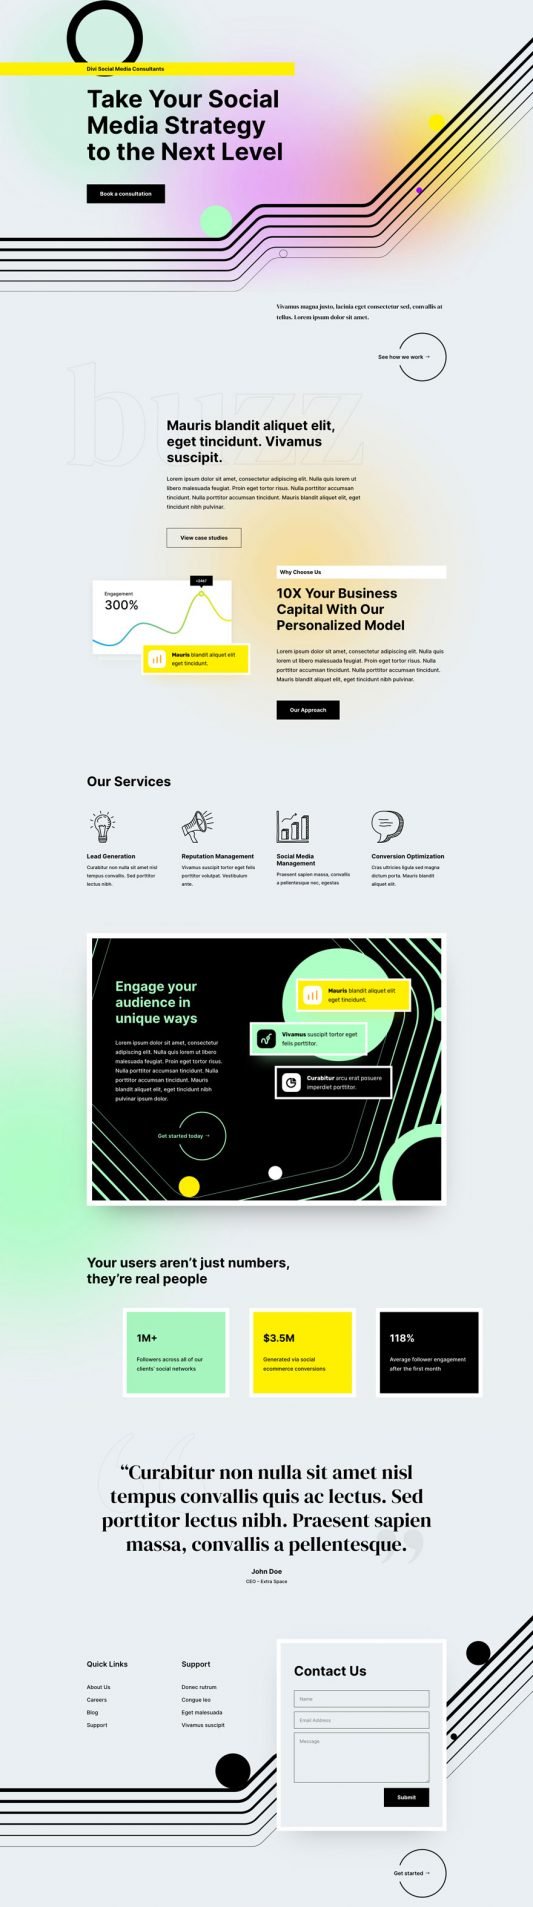 Divi Social Media Consultants
Take Your Social
Media Strategy
to the Next Level
Book a consultation
Vivamus magna justo, lacinia eget consectetur sed, convallis at
tellus. Lorem ipsum dolor sit amet.
See how we work →
buzz
Mauris blandit aliquet elit,
eget tincidunt. Vivamus
suscipit.
Lorem ipsum dolor sit amet, consectetur adipiscing elit. Nulla quis lorem ut
libero malesuada feugiat. Proin eget tortor risus. Nulla porttitor accumsan
tincidunt. Nulla porttitor accumsan tincidunt. Mauris blandit aliquet elit, eget
tincidunt nibh pulvinar.
View case studies
Engagement
300%
Mauris blandit aliquet elit
eget tincidunt.
Why Choose Us
10X Your Business
Capital With Our
Personalized Model
Lorem ipsum dolor sit amet, consectetur adipiscing elit. Nulla quis
lorem ut libero malesuada feugiat. Proin eget tortor risus. Nulla
porttitor accumsan tincidunt. Nulla porttitor accumsan tincidunt.
Mauris blandit aliquet elit, eget tincidunt nibh pulvinar.
Our Approach
Our Services
Lead Generation
Curabitur non nulla sit amet nisl
tempus convallis. Sed porttitor
lectus nibh.
Reputation Management
Vivamus suscipit tortor eget felis
porttitor volutpat. Vestibulum
ante.
Social Media
Management
Praesent sapien massa, convallis
a pellentesque nec, egestas
Conversion Optimization
Cras ultricies ligula sed magna
dictum porta. Mauris blandit
aliquet elit.
Engage your
audience in
unique ways
Lorem ipsum dolor sit amet, consectetur
adipiscing elit. Nulla quis lorem ut libero
malesuada feugiat. Proin eget tortor risus.
Nulla porttitor accumsan tincidunt. Nulla
porttitor accumsan tincidunt. Mauris
blandit aliquet elit, eget tincidunt nibh
pulvinar ipsum dolor.
Get started today →
Mauris blandit aliquet elit
eget tincidunt.
Vivamus suscipit tortor eget
felis porttitor.
Curabitur arcu erat posuere
imperdiet porttitor.
Your users aren’t just numbers,
they’re real people
1M+
Followers across all of our
clients’ social networks
$3.5M
Generated via social
ecommerce conversions
118%
Average follower engagement
after the first month
“Curabitur non nulla sit amet nisl
tempus convallis quis ac lectus. Sed
porttitor lectus nibh. Praesent sapien
massa, convallis a pellentesque.
John Doe
CEO – Extra Space
Quick Links
About Us
Careers
Blog
Support
Support
Donec rutrum
Congue leo
Eget malesuada
Vivamus suscipit
Contact Us
Name
Email Address
Message
Submit
Get started →